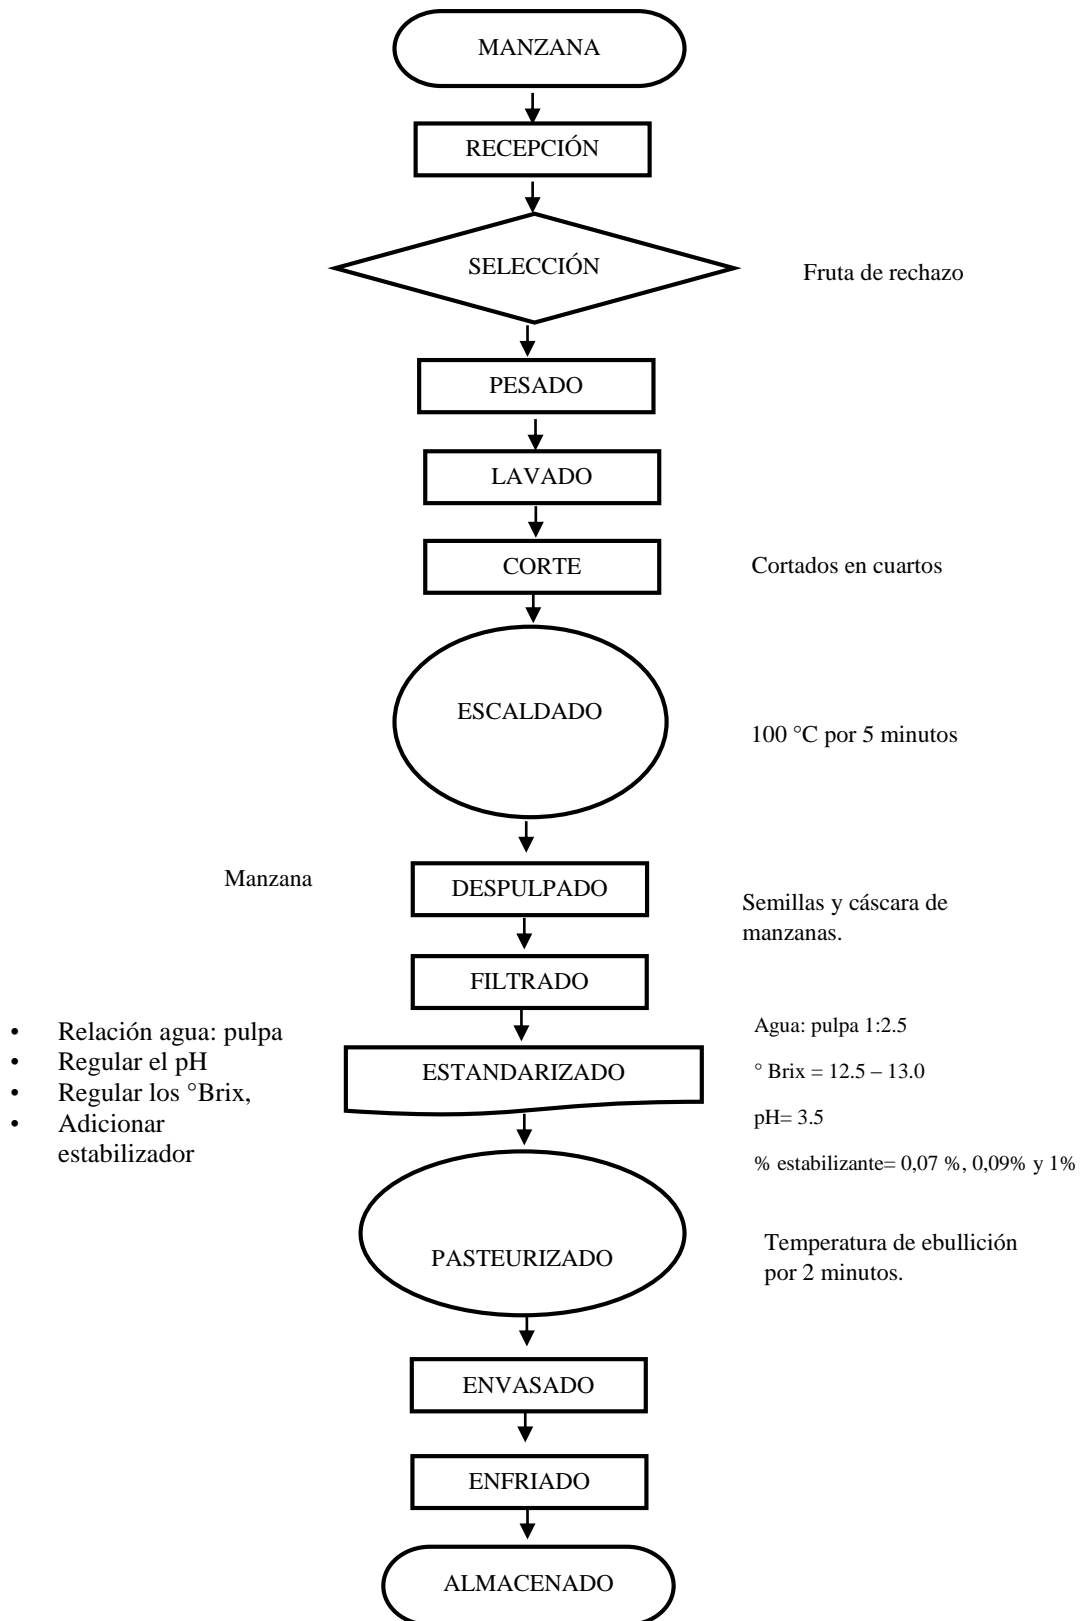 MANZANA
RECEPCIÓN
SELECCIÓN
Fruta de rechazo
PESADO
LAVADO
CORTE
Cortados en cuartos
ESCALDADO
100 °C por 5 minutos
Manzana
DESPULPADO
Semillas y cáscara de
manzanas.
FILTRADO
• Relación agua: pulpa
• Regular el pH
• Regular los °Brix,
• Adicionar
estabilizador
ESTANDARIZADO
Agua: pulpa 1:2.5
° Brix = 12.5 – 13.0
pH= 3.5
% estabilizante= 0,07 %, 0,09% y 1%
PASTEURIZADO
Temperatura de ebullición
por 2 minutos.
ENVASADO
ENFRIADO
ALMACENADO